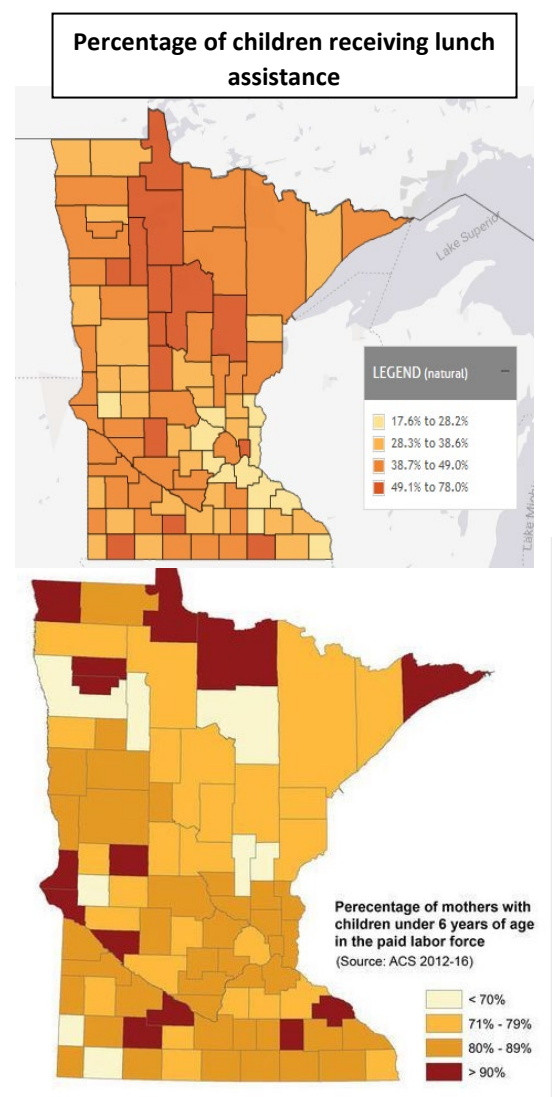 Percentage of children receiving lunch
assistance
Lake Superior
LEGEND (natural)
17.6% to 28.2%
28.3% to 38.6%
38.7% to 49.0%
49.1% to 78.0%
Lake Mich
Perecentage of mothers with
children under 6 years of age
in the paid labor force
(Source: ACS 2012-16)
< 70%
71% - 79%
80% - 89%
> 90%